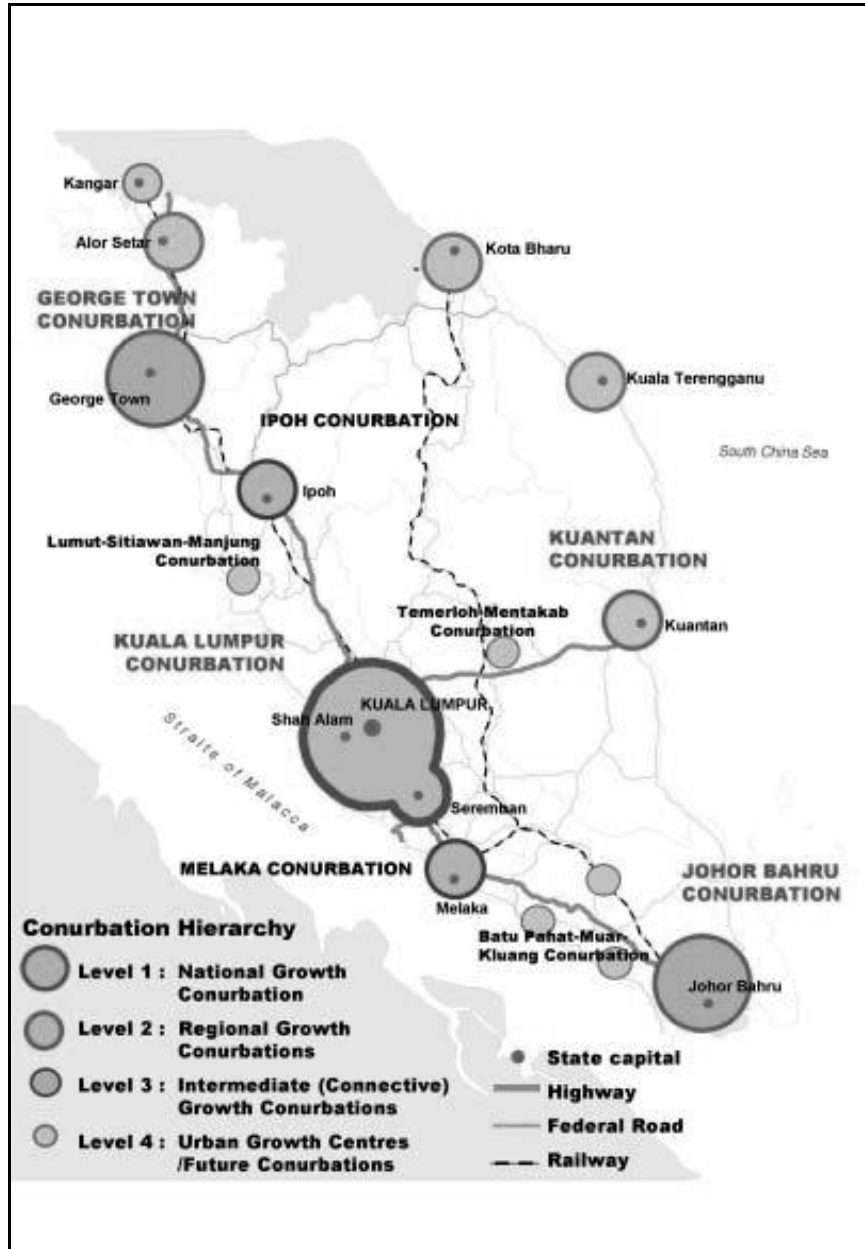 Kangar
Alor Setar
Kota Bharu
GEORGE TOWN
CONURBATION
Kuala Terengganu
George Town
IPOH CONURBATION
South China Sea
Ipoh
Lumut-Sitiawan-Manjung
Conurbation
KUANTAN
CONURBATION
Temerloh-Mentakab
Conurbation
Kuantan
KUALA LUMPUR
CONURBATION
KUALA LUMPUR
Shah Alam
Straits of Malacca
Seremban
MELAKA CONURBATION
JOHOR BAHRU
CONURBATION
Melaka
Batu Pahat-Muar-
Kluang Conurbation
Johor Bahru
Conurbation Hierarchy
Level 1 : National Growth
Conurbation
Level 2 : Regional Growth
Conurbations
Level 3 : Intermediate (Connective)
Growth Conurbations
Level 4 : Urban Growth Centres
/Future Conurbations
State capital
Highway
Federal Road
Railway